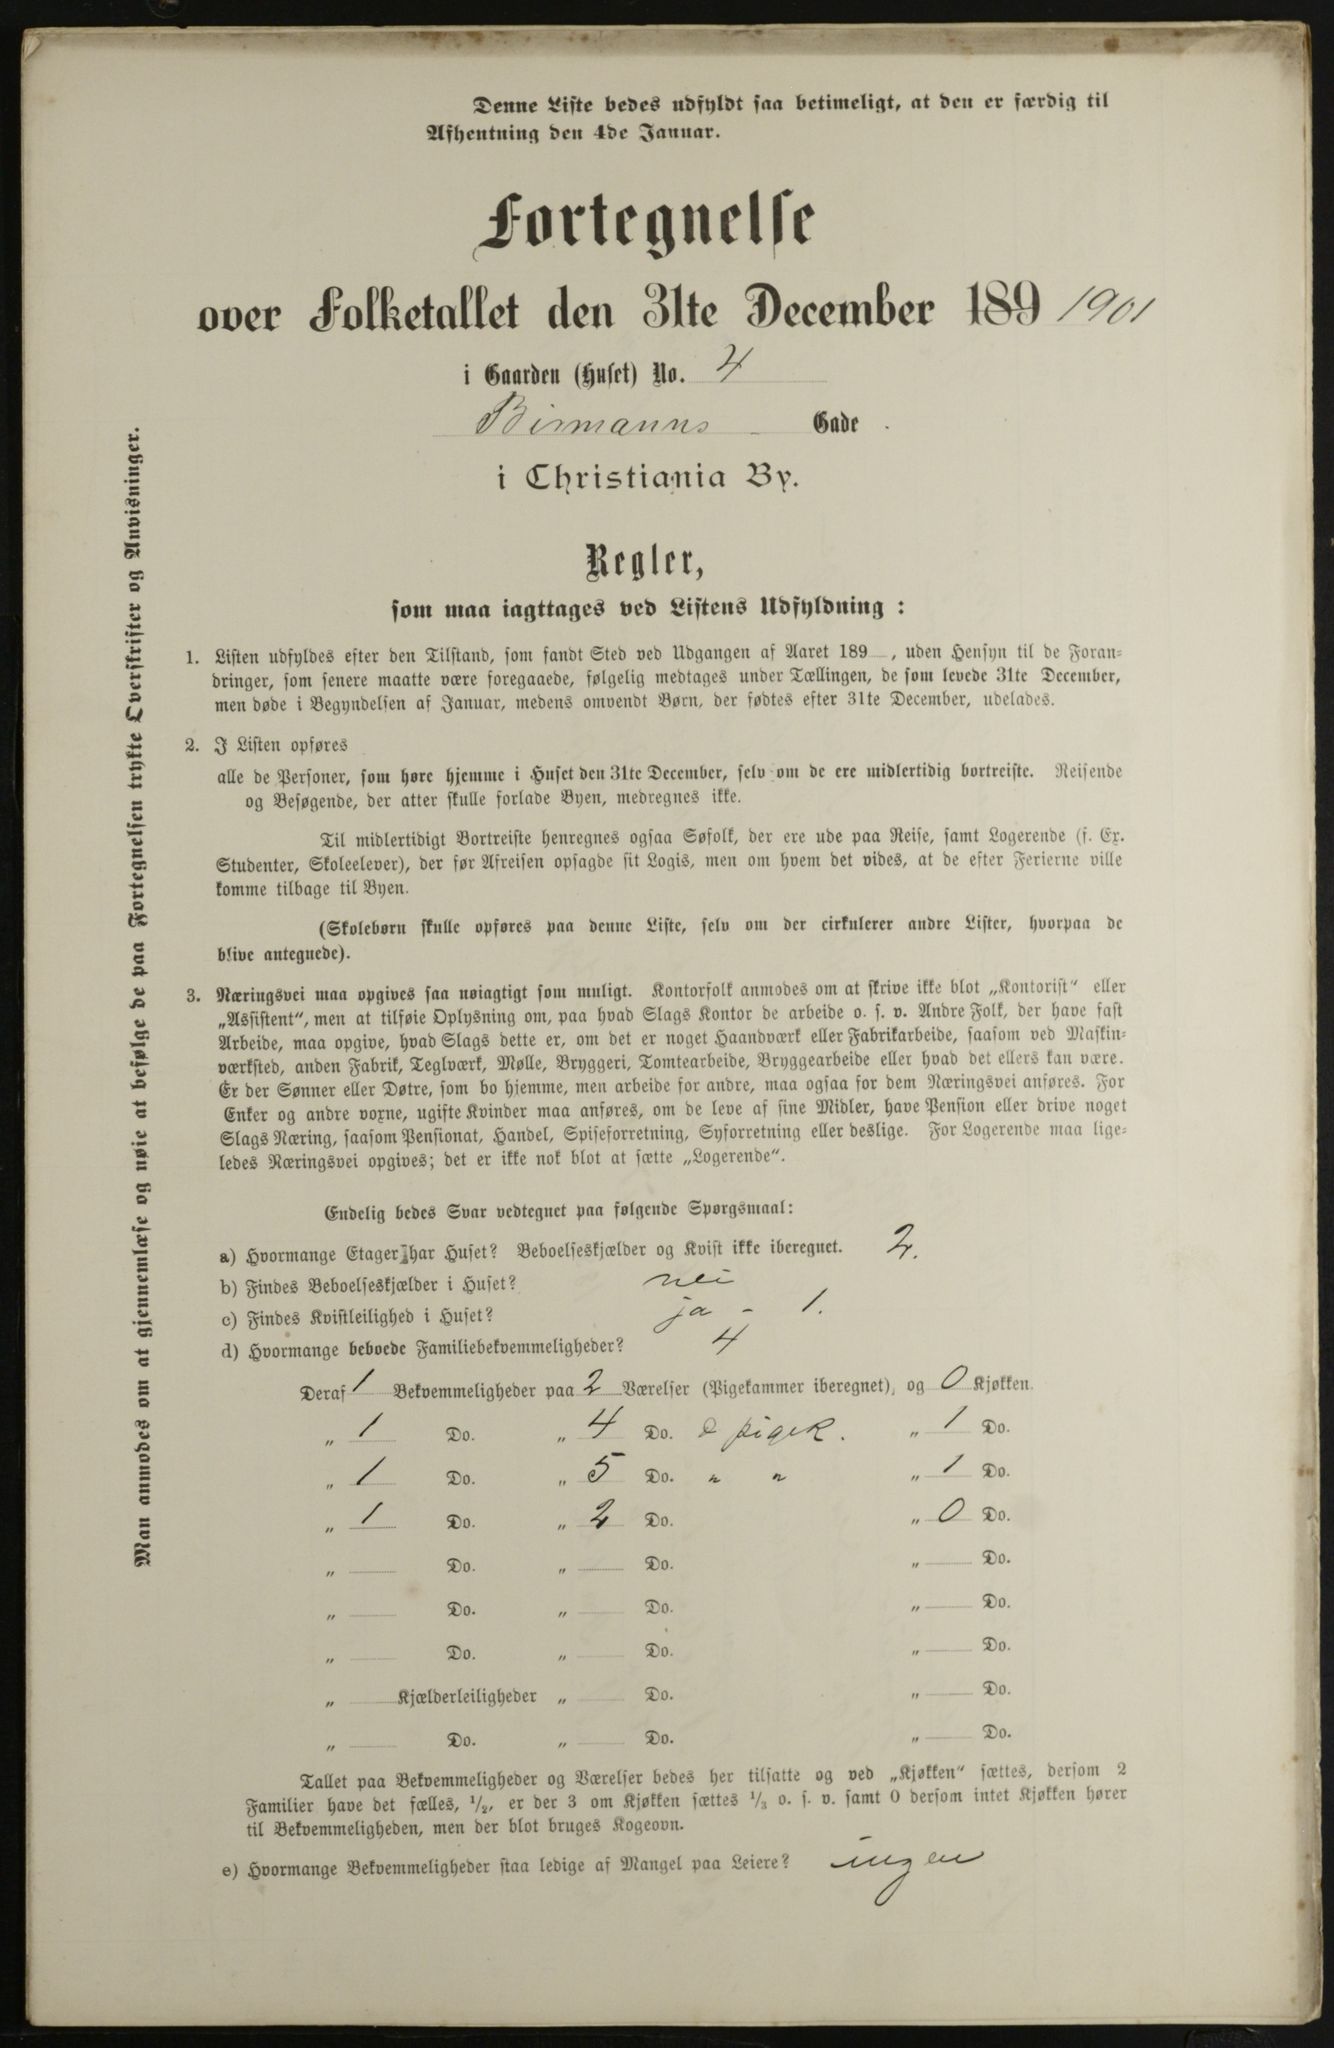 Denne Liste bedes udfyldt saa betimeligt, at den er færdig til
Afhentning den 4de Januar.
Fortegnelse
over Folketallet den 31te December 189 1901
i Gaarden (Huset) No. 4
Birmanns Gade
i Christiania By.
Regler,
som maa iagttages ved Listens Udfyldning:
1. Listen udfyldes efter den Tilstand, som fandt Sted ved Udgangen af Aaret 189 , uden Hensyn til de Foran-
dringer, som senere maatte være foregaaede, følgelig medtages under Tællingen, de som levede 31te December,
men døde i Begyndelsen af Januar, medens omvendt Børn, der fødtes efter 31te December, udelades.
2. I Listen opføres
alle de Personer, som høre hjemme i Huset den 31te December, selv om de ere midlertidig bortreiste. Reisende
og Besøgende, der atter skulle forlade Byen, medregnes ikke.
Til midlertidigt Bortreiste henregnes ogsaa Søfolk, der ere ude paa Reise, samt Logerende (f. Ex.
Studenter, Skoleelever), der før Afreisen opsagde sit Logis, men om hvem det vides, at de efter Ferierne ville
komme tilbage til Byen.
(Skolebørn skulle opføres paa denne Liste, selv om der cirkulerer andre Lister, hvorpaa de
blive antegnede).
3. Næringsvei maa opgives saa nøiagtigt som muligt. Kontorfolk anmodes om at skrive ikke blot „Kontorist“ eller
„Assistent“, men at tilføie Oplysning om, paa hvad Slags Kontor de arbeide o. s. v. Andre Folk, der have fast
Arbeide, maa opgive, hvad Slags dette er, om det er noget Haandværk eller Fabrikarbeide, saasom ved Maskin-
værksted, anden Fabrik, Teglværk, Mølle, Bryggeri, Tomtearbeide, Bryggearbeide eller hvad det ellers kan være.
Er der Sønner eller Døtre, som bo hjemme, men arbeide for andre, maa ogsaa for dem Næringsvei anføres. For
Enker og andre voxne, ugifte Kvinder maa anføres, om de leve af sine Midler, have Pension eller drive noget
Slags Næring, saasom Pensionat, Handel, Spiseforretning, Syforretning eller deslige. For Logerende maa lige-
ledes Næringsvei opgives; det er ikke nok blot at sætte „Logerende“.
Endelig bedes Svar vedtegnet paa følgende Spørgsmaal:
a) Hvormange Etager har Huset? Beboelseskjælder og Kvist ikke iberegnet. 2.
b) Findes Beboelseskjælder i Huset? nei
c) Findes Kvistleilighed i Huset? ja - 1.
d) Hvormange beboede Familiebekvemmeligheder? 4
Deraf 1 Bekvemmeligheder paa 2 Værelser (Pigekammer iberegnet), og 0 Kjøkken.
„ 1 Do. „ 4 Do. & pigek. „ 1 Do.
„ 1 Do. „ 5 Do. „ „ „ 1 Do.
„ 1 Do. „ 2 Do. „ 0 Do.
„ Do. „ Do. „ Do.
„ Do. „ Do. „ Do.
„ Do. „ Do. „ Do.
„ Kjælderleiligheder „ Do. „ Do.
„ Do. „ Do. „ Do.
Tallet paa Bekvemmeligheder og Værelser bedes her tilsatte og ved „Kjøkken“ sættes, dersom 2
Familier have det fælles, 1/2, er der 3 om Kjøkken sættes 1/3 o. s. v. samt 0 dersom intet Kjøkken hører
til Bekvemmeligheden, men der blot bruges Kogeovn.
e) Hvormange Bekvemmeligheder staa ledige af Mangel paa Leiere? ingen
Man anmodes om at gjennemlæse og nøie at befølge de paa Fortegnelsen trykte Overskrifter og Anvisninger.